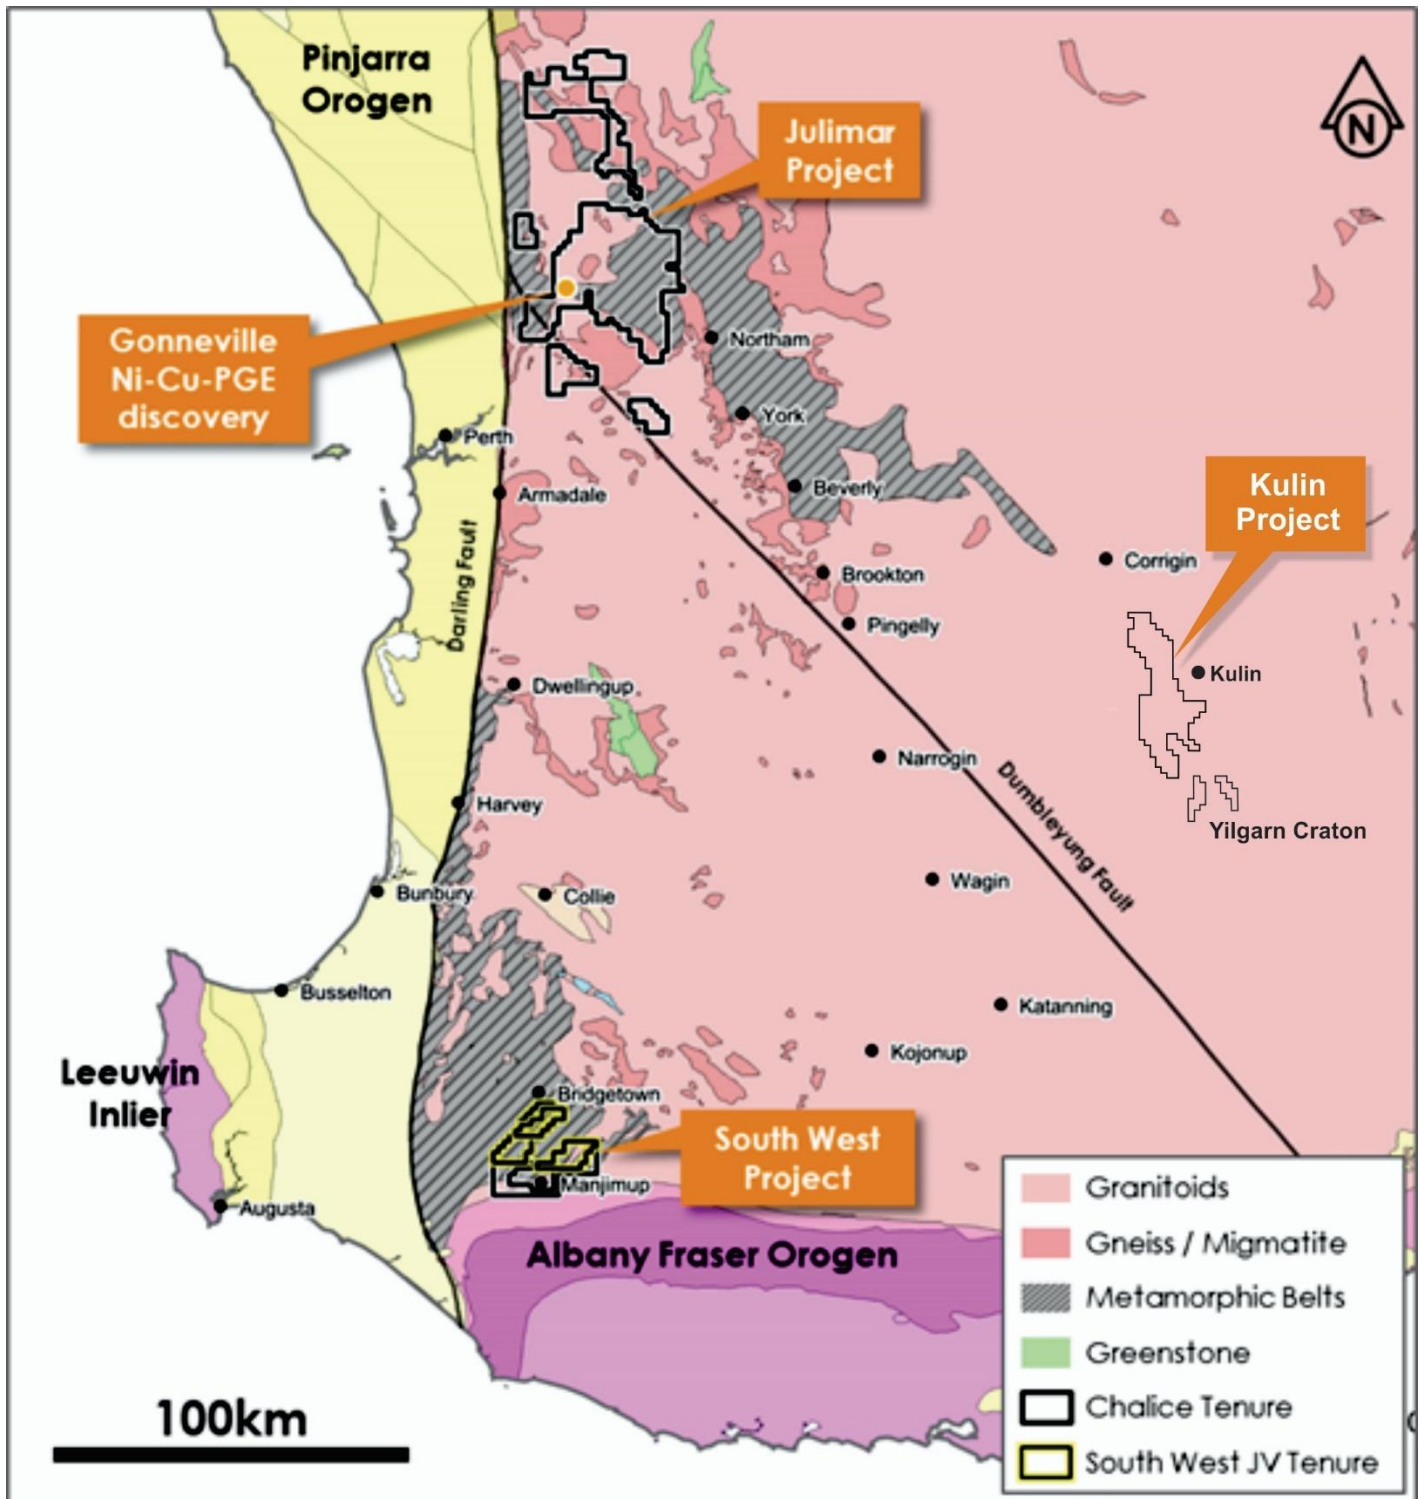 Pinjarra
Orogen
Julimar
Project
N
Gonneville
Ni-Cu-PGE
discovery
Northam
York
Perth
Beverly
Armadale
Kulin
Project
Darling Fault
Corrigin
Brookton
Pingelly
Kulin
Dwellingup
Narrogin
Dumbleyung Fault
Harvey
Yilgarn Craton
Bunbury
Collie
Wagin
Busselton
Katanning
Kojonup
Leeuwin
Inlier
Bridgetown
South West
Project
Manjimup
Augusta
Albany Fraser Orogen
100km
Granitoids
Gneiss / Migmatite
Metamorphic Belts
Greenstone
Chalice Tenure
South West JV Tenure